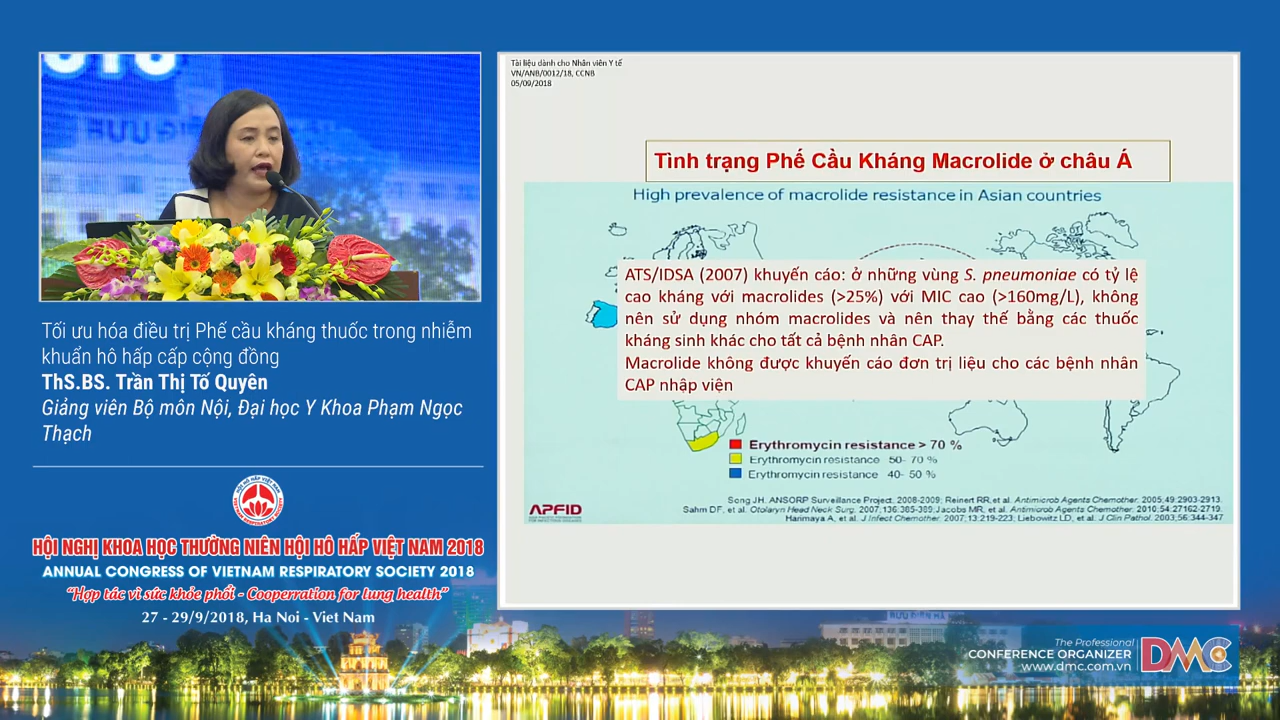 Tài liệu dành cho Nhân viên Y tế
VN/ANB/0012/18, CCNB
05/09/2018
Tình trạng Phế Cầu Kháng Macrolide ở châu Á
High prevalence of macrolide resistance in Asian countries
ATS/IDSA (2007) khuyến cáo: ở những vùng S. pneumoniae có tỷ lệ
cao kháng với macrolides (>25%) với MIC cao (>160mg/L), không
nên sử dụng nhóm macrolides và nên thay thế bằng các thuốc
kháng sinh khác cho tất cả bệnh nhân CAP.
Macrolide không được khuyến cáo đơn trị liệu cho các bệnh nhân
CAP nhập viện
Erythromycin resistance > 70 %
Erythromycin resistance 50- 70 %
Erythromycin resistance 40- 50 %
APFID
Song JH, ANSORP Surveillance Project, 2008-2009; Reinert RR, et al. Antimicrob Agents Chemother. 2005;49:2903-2913.
Sahm DF, et al. Otolaryn Head Neck Surg. 2007;136:385-389; Jacobs MR, et al. Antimicrob Agents Chemother. 2010;54:27162-2719.
Harimaya A, et al. J Infect Chemother. 2007;13:219-223; Liebowitz LD, et al. J Clin Pathol. 2003;56:344-347
Tối ưu hóa điều trị Phế cầu kháng thuốc trong nhiễm
khuẩn hô hấp cấp cộng đồng
ThS.BS. Trần Thị Tố Quyên
Giảng viên Bộ môn Nội, Đại học Y Khoa Phạm Ngọc
Thạch
HỘI NGHỊ KHOA HỌC THƯỜNG NIÊN HỘI HÔ HẤP VIỆT NAM 2018
ANNUAL CONGRESS OF VIETNAM RESPIRATORY SOCIETY 2018
“Hợp tác vì sức khỏe phổi - Cooperration for lung health”
27 - 29/9/2018, Ha Noi - Viet Nam
The Professional
CONFERENCE ORGANIZER
www.dmc.com.vn
DMC